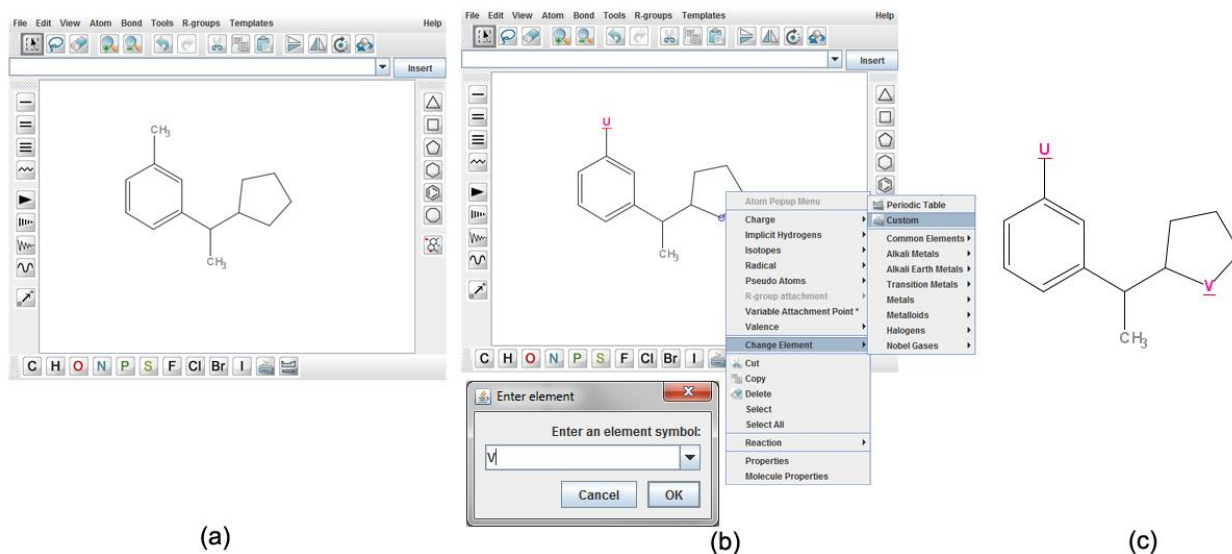 File Edit View Atom Bond Tools R-groups Templates Help
Insert
CH3
CH3
C H O N P S F Cl Br I
(a)
File Edit View Atom Bond Tools R-groups Templates Help
Insert
U
CH3
Atom Popup Menu
Charge
Implicit Hydrogens
Isotopes
Radical
Pseudo Atoms
R-group attachment
Variable Attachment Point *
Valence
Change Element
Cut
Copy
Delete
Select
Select All
Reaction
Properties
Molecule Properties
Periodic Table
Custom
Common Elements
Alkali Metals
Alkali Earth Metals
Transition Metals
Metals
Metalloids
Halogens
Nobel Gases
C H O N P S F Cl Br I
Enter element
Enter an element symbol:
V
Cancel OK
(b)
U
V
CH3
(c)